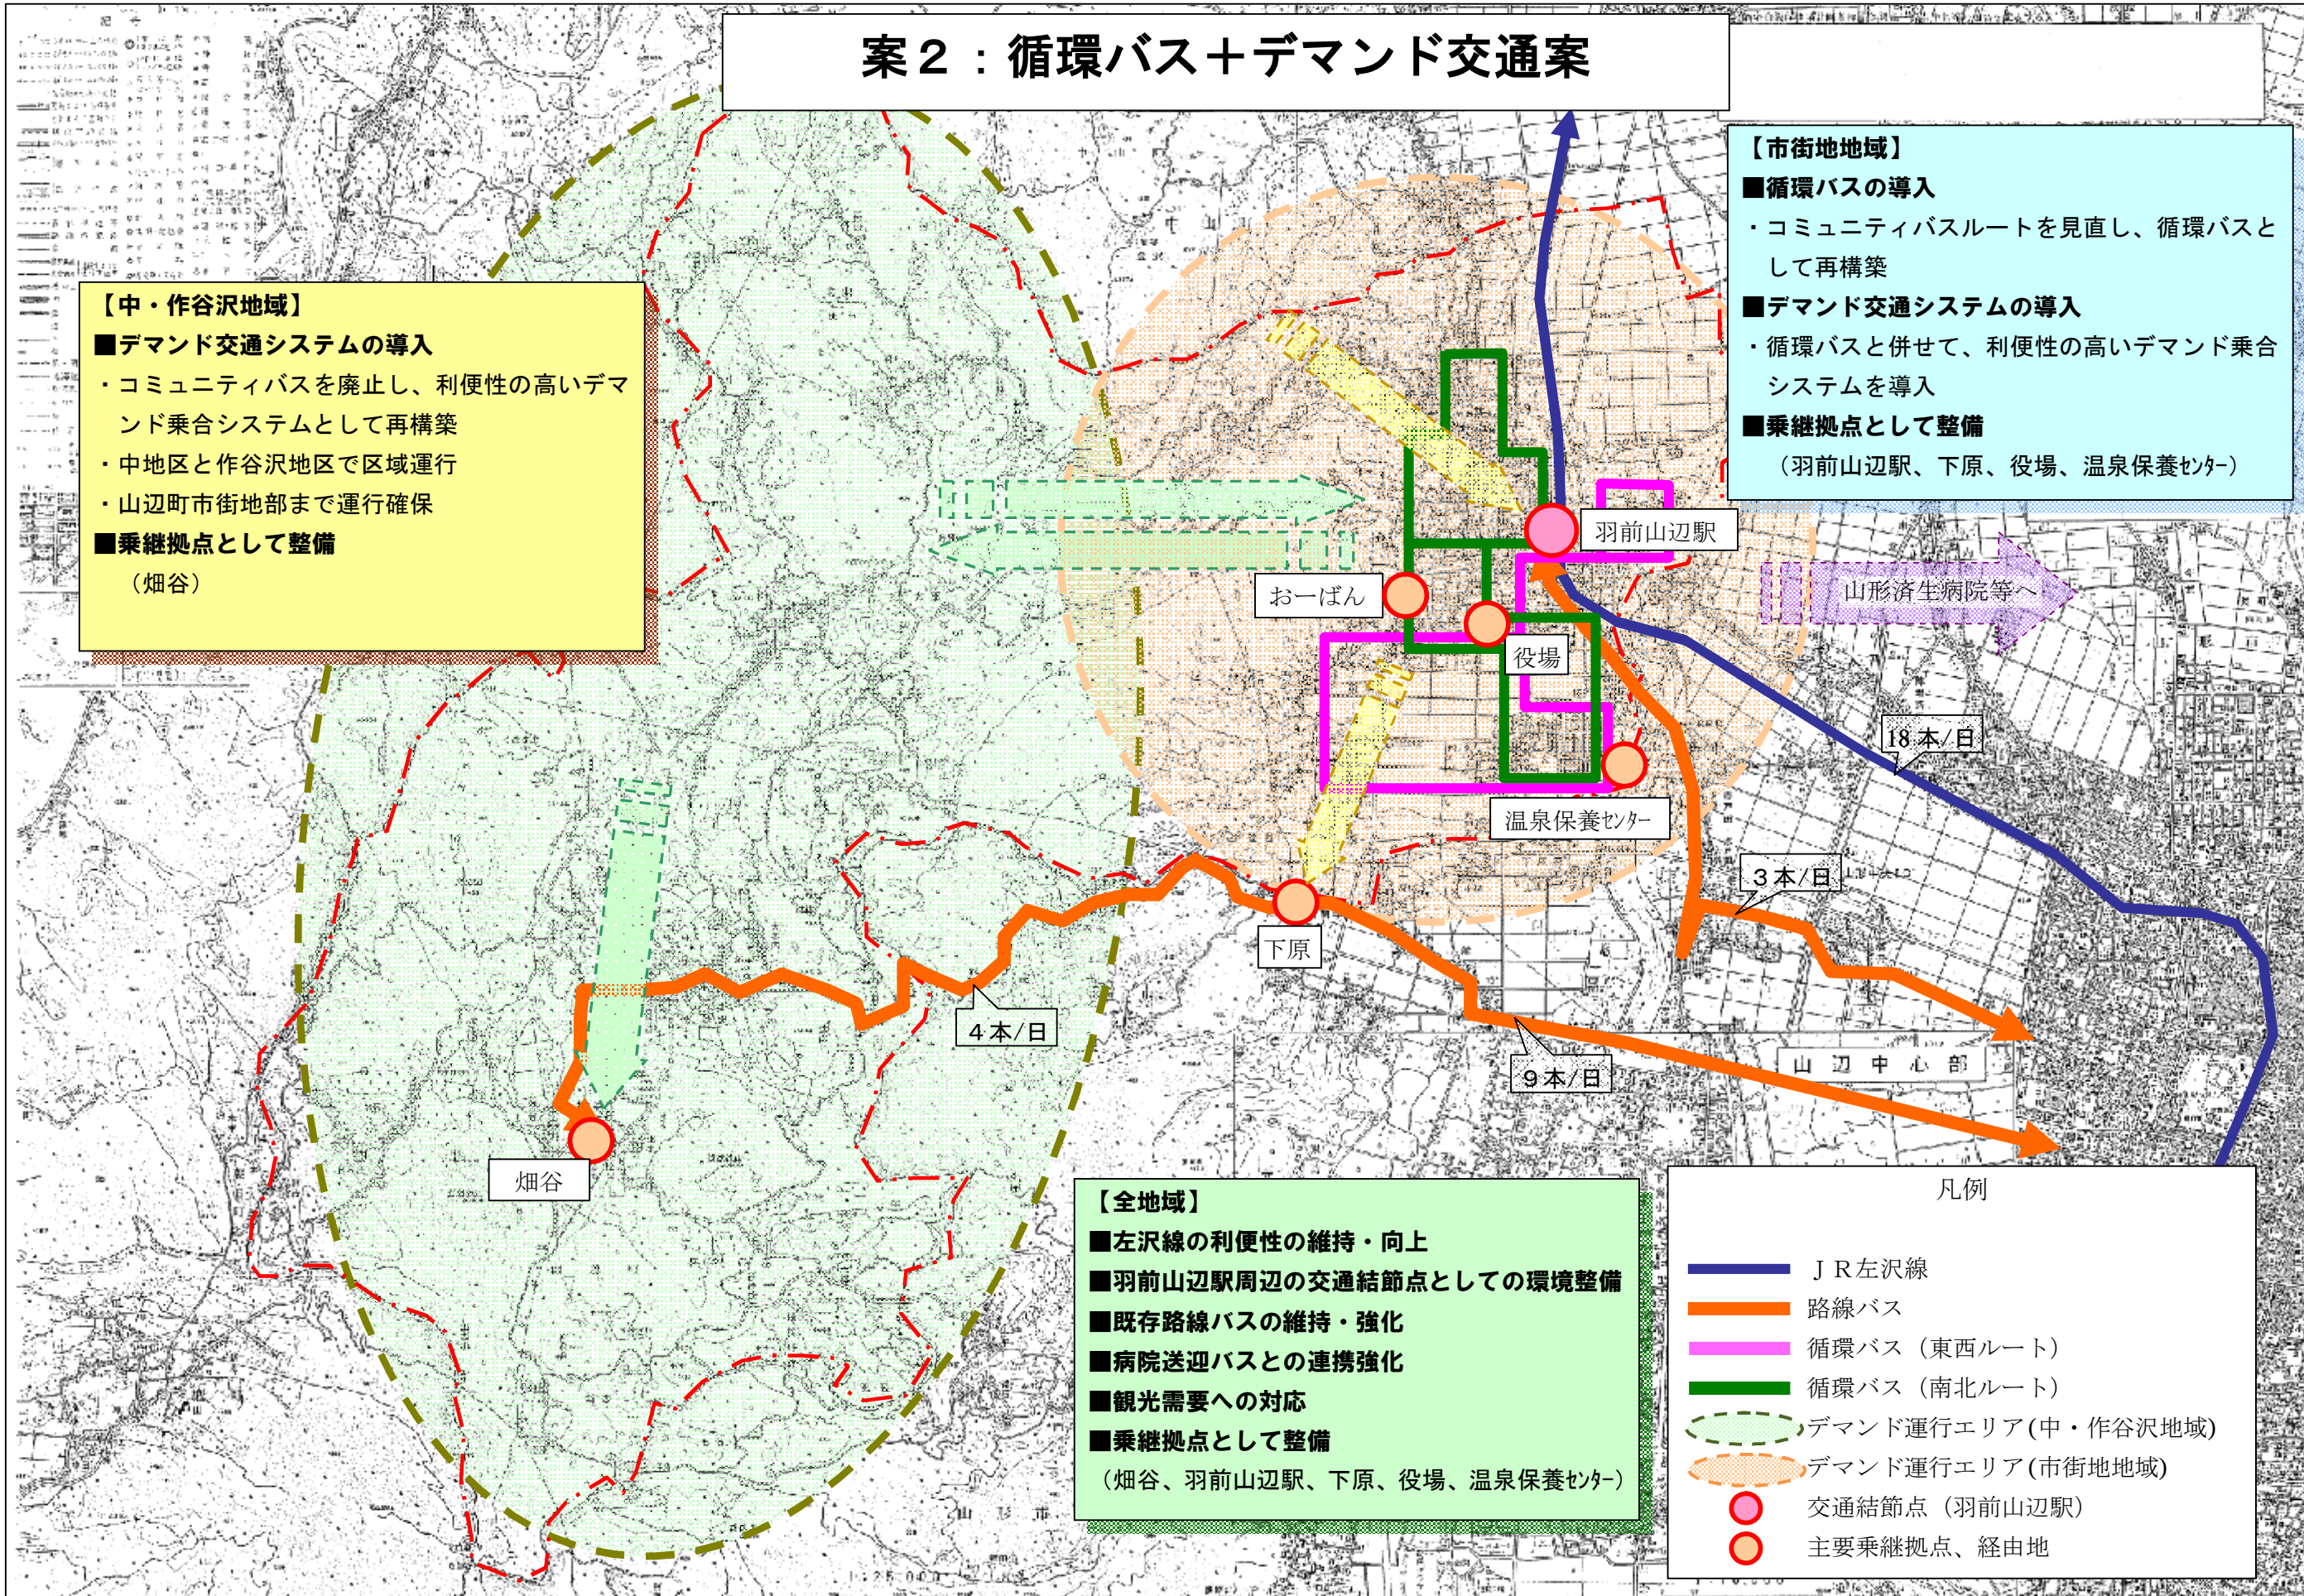 案２：循環バス＋デマンド交通案
【市街地地域】
■循環バスの導入
・コミュニティバスルートを見直し、循環バスと
して再構築
■デマンド交通システムの導入
・循環バスと併せて、利便性の高いデマンド乗合
システムを導入
■乗継拠点として整備
（羽前山辺駅、下原、役場、温泉保養ｾﾝﾀｰ）
【中・作谷沢地域】
■デマンド交通システムの導入
・コミュニティバスを廃止し、利便性の高いデマ
ンド乗合システムとして再構築
・中地区と作谷沢地区で区域運行
・山辺町市街地部まで運行確保
■乗継拠点として整備
（畑谷）
羽前山辺駅
おーばん
役場
山形済生病院等へ
18本/日
温泉保養ｾﾝﾀｰ
３本/日
下原
４本/日
９本/日
山辺中心部
畑谷
【全地域】
■左沢線の利便性の維持・向上
■羽前山辺駅周辺の交通結節点としての環境整備
■既存路線バスの維持・強化
■病院送迎バスとの連携強化
■観光需要への対応
■乗継拠点として整備
（畑谷、羽前山辺駅、下原、役場、温泉保養ｾﾝﾀｰ）
凡例
ＪＲ左沢線
路線バス
循環バス（東西ルート）
循環バス（南北ルート）
デマンド運行エリア(中・作谷沢地域)
デマンド運行エリア(市街地地域)
交通結節点（羽前山辺駅）
主要乗継拠点、経由地